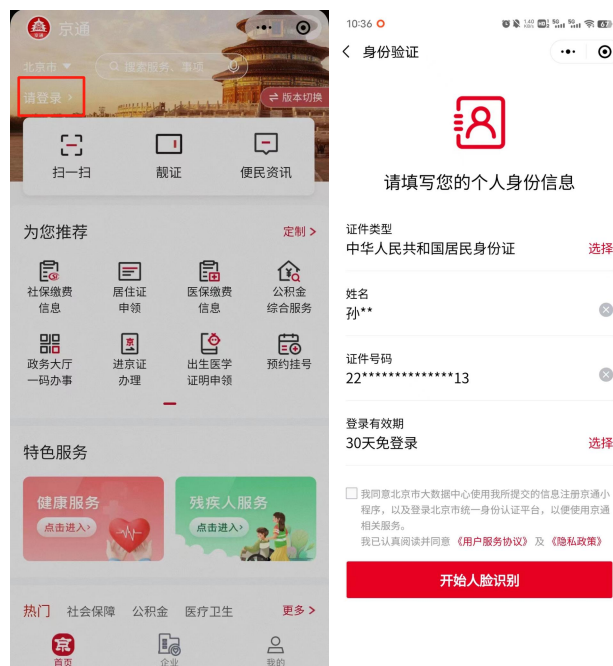 京通
北京市
搜索服务、事项
请登录 >
版本切换
扫一扫
靓证
便民资讯
为您推荐
定制 >
社保缴费
信息
居住证
申领
医保缴费
信息
公积金
综合服务
政务大厅
一码办事
进京证
办理
出生医学
证明申领
预约挂号
特色服务
健康服务
点击进入
残疾人服务
点击进入
热门
社会保障
公积金
医疗卫生
更多 >
首页
企业
我的
10:36
身份验证
请填写您的个人身份信息
证件类型
中华人民共和国居民身份证
选择
姓名
孙**
证件号码
22**************13
登录有效期
30天免登录
选择
我同意北京市大数据中心使用我所提交的信息注册京通小
程序，以及登录北京市统一身份认证平台，以便使用京通
相关服务。
我已认真阅读并同意《用户服务协议》及《隐私政策》
开始人脸识别